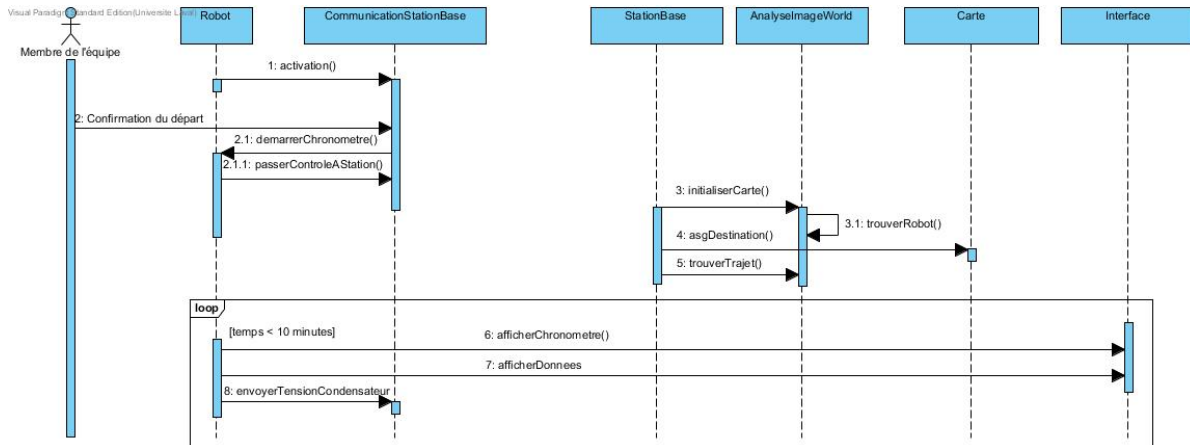 Visual Paradigm Standard Edition(Universite Laval)
Membre de l'équipe
Robot
CommunicationStationBase
StationBase
AnalyseImageWorld
Carte
Interface
1: activation()
2: Confirmation du départ
2.1: demarrerChronometre()
2.1.1: passerControleAStation()
3: initialiserCarte()
3.1: trouverRobot()
4: asgDestination()
5: trouverTrajet()
loop
[temps < 10 minutes]
6: afficherChronometre()
7: afficherDonnees
8: envoyerTensionCondensateur